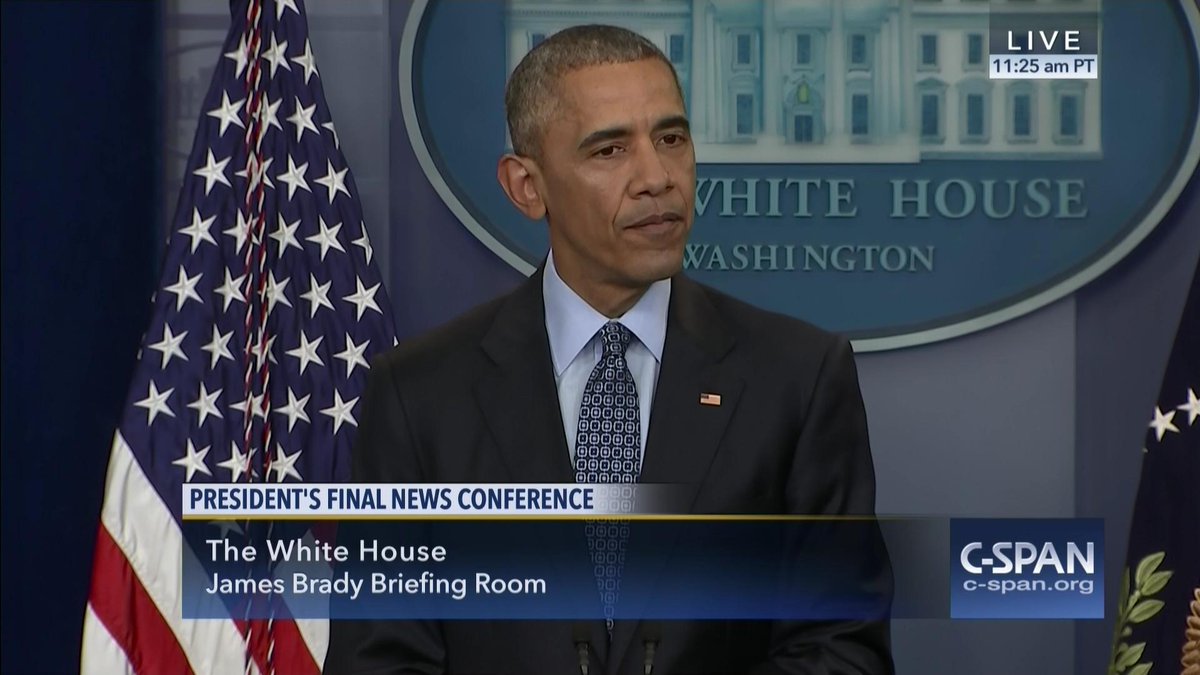 LIVE
11:25 am PT
WHITE HOUSE
WASHINGTON
PRESIDENT'S FINAL NEWS CONFERENCE
The White House
James Brady Briefing Room
C-SPAN
c-span.org